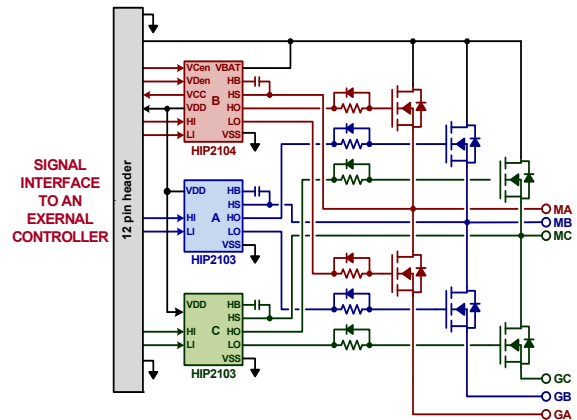 SIGNAL
INTERFACE
TO AN
EXERNAL
CONTROLLER
12 pin header
VCen VBAT
VDen HB
VCC HS
B
VDD HO
HI LO
LI VSS
HIP2104
VDD HB
HS
HI A HO
LI LO
VSS
HIP2103
VDD HB
HS
HI C HO
LI LO
VSS
HIP2103
MA
MB
MC
GC
GB
GA